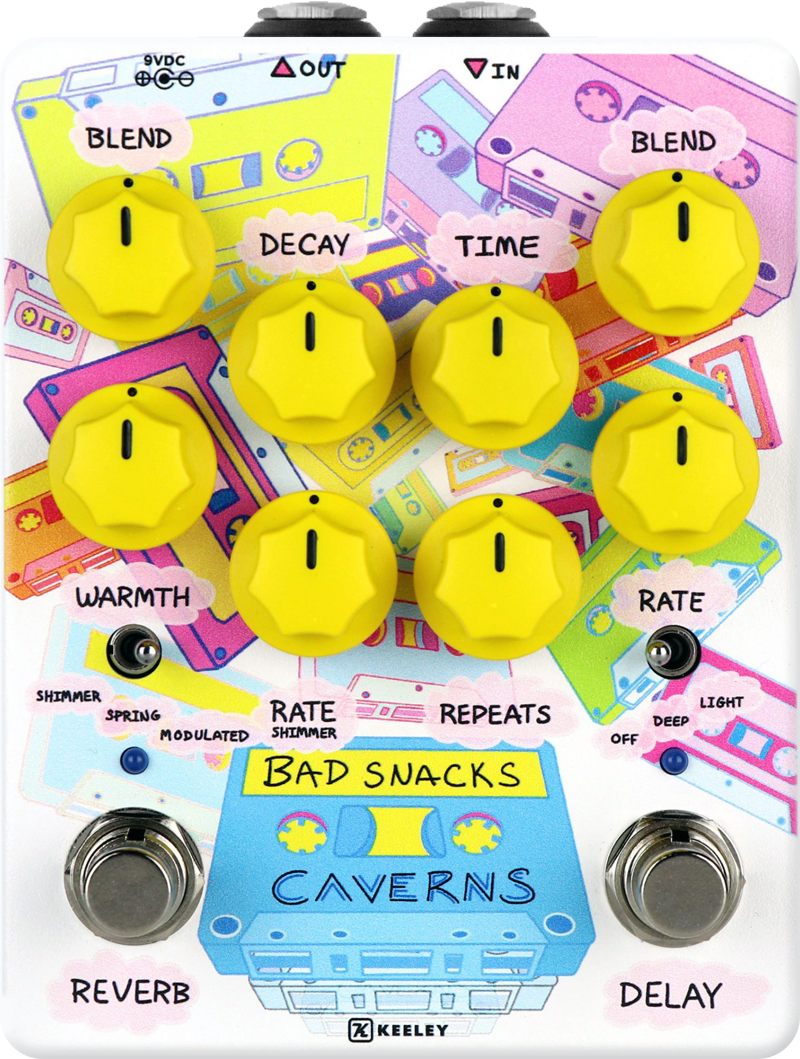 9VDC
OUT
IN
BLEND
BLEND
DECAY
TIME
WARMTH
RATE
SHIMMER
SPRING
MODULATED
RATE
SHIMMER
REPEATS
OFF
DEEP
LIGHT
BAD SNACKS
CAVERNS
REVERB
DELAY
KEELEY